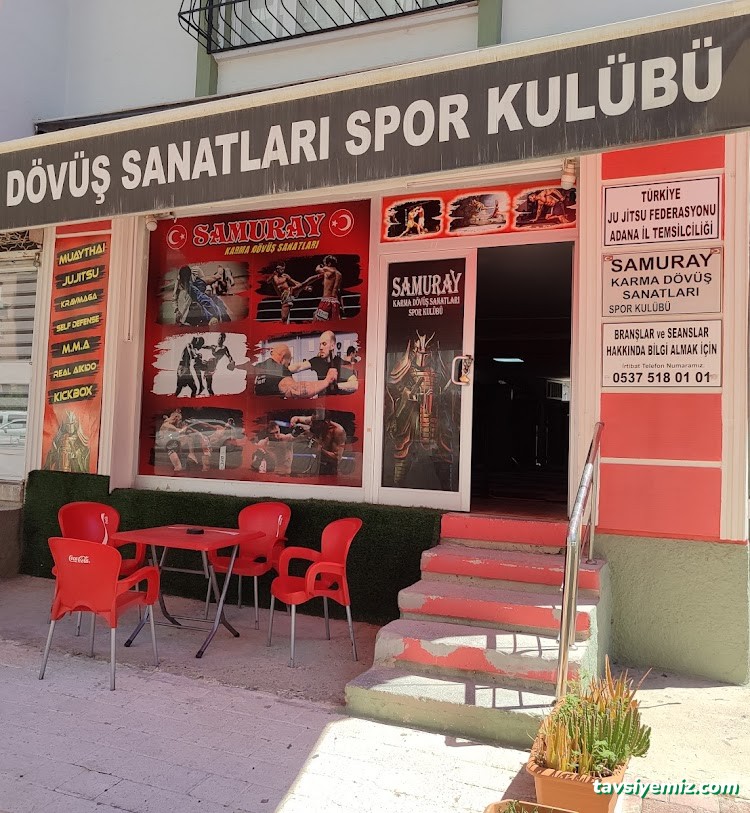 DÖVÜŞ SANATLARI SPOR KULÜBÜ
MUAYTHAI
JUJITSU
KRAVMAGA
SELF DEFENSE
M.M.A
REAL AIKIDO
KICKBOX
SAMURAY
KARMA DÖVÜŞ SANATLARI
SAMURAY
KARMA DÖVÜŞ SANATLARI
SPOR KULÜBÜ
TÜRKİYE
JU JİTSU FEDERASYONU
ADANA İL TEMSİLCİLİĞİ
SAMURAY
KARMA DÖVÜŞ
SANATLARI
SPOR KULÜBÜ
BRANŞLAR ve SEANSLAR
HAKKINDA BİLGİ ALMAK İÇİN
İrtibat Telefon Numaramız
0537 518 01 01
Coca-Cola
tavsiyemiz.com